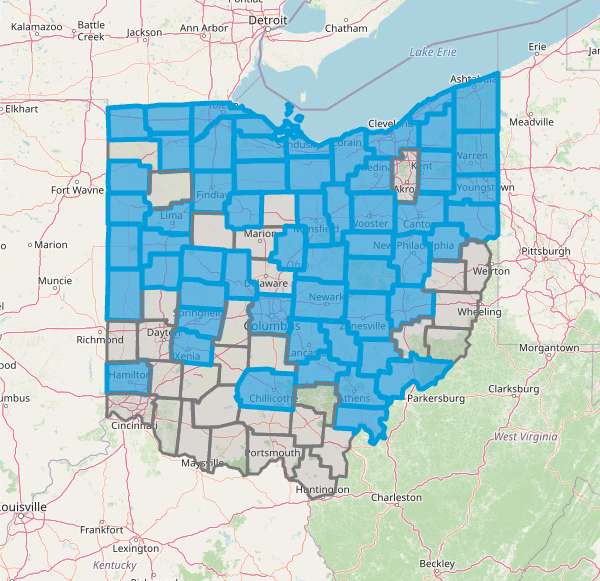 Pontiac
Kalamazoo
Battle
Creek
Ann Arbor
Detroit
Jackson
Chatham
Lake Erie
Erie
Elkhart
Ashtabula
Toledo
Meadville
Cleveland
Sandusky
Lorain
Warren
Medina
Kent
Fort Wayne
Akron
Youngstown
Findlay
Lima
Mansfield
Wooster
Canton
Marion
Marion
New Philadelphia
Pittsburgh
Weirton
Muncie
Delaware
Newark
Wheeling
Springfield
Columbus
Zanesville
Richmond
Dayton
Xenia
Lancaster
Morgantown
Hamilton
Clarksburg
Chillicothe
Athens
Parkersburg
Cincinnati
West Virginia
Portsmouth
Maysville
Huntington
Charleston
Louisville
Frankfort
Lexington
Kentucky
Beckley